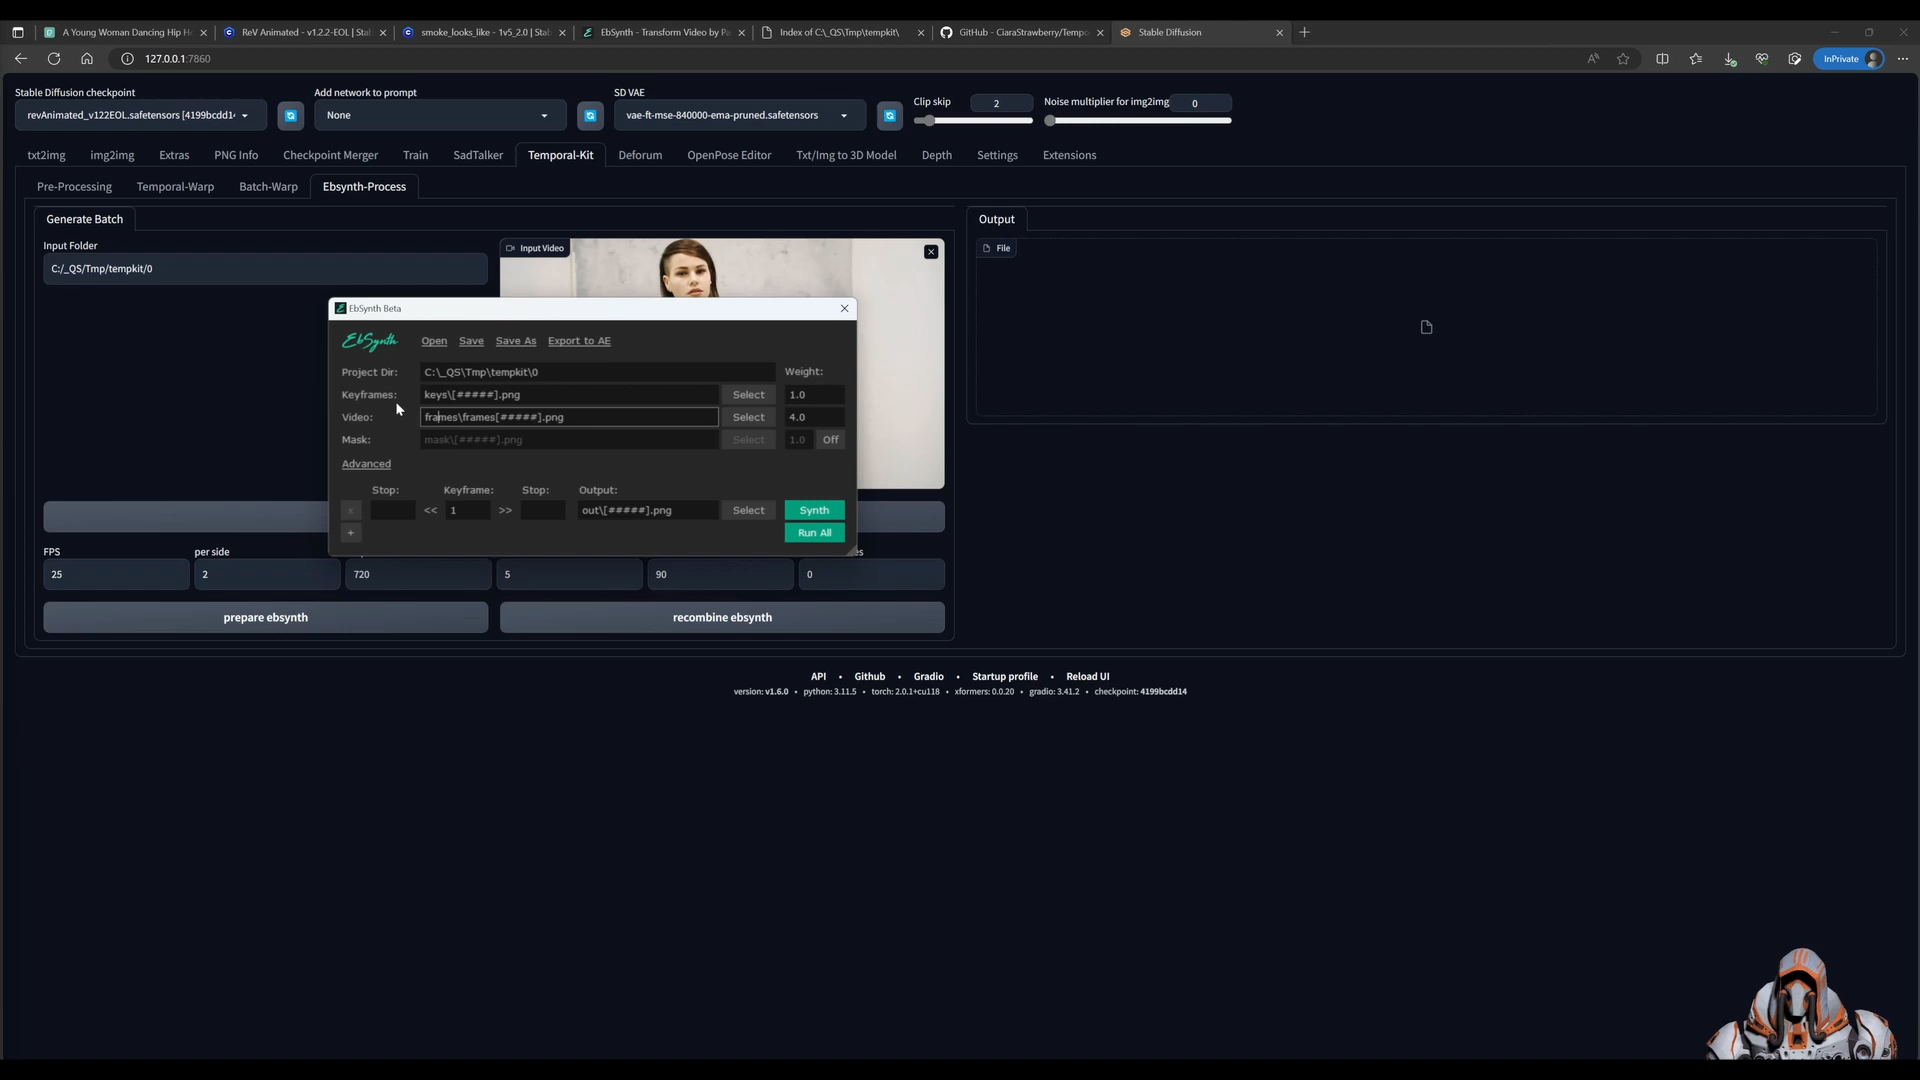 A Young Woman Dancing Hip H
ReV Animated - v1.2.2-EOL | Stab
smoke_looks_like - 1v5_2.0 | Stab
EbSynth - Transform Video by Pa
Index of C:\_QS\Tmp\tempkit\
GitHub - CiaraStrawberry/Tempo
Stable Diffusion
127.0.0.1:7860
InPrivate
Stable Diffusion checkpoint
Add network to prompt
SD VAE
Clip skip
2
Noise multiplier for img2img
0
revAnimated_v122EOL.safetensors [4199bcdd1
None
vae-ft-mse-840000-ema-pruned.safetensors
txt2img
img2img
Extras
PNG Info
Checkpoint Merger
Train
SadTalker
Temporal-Kit
Deforum
OpenPose Editor
Txt/Img to 3D Model
Depth
Settings
Extensions
Pre-Processing
Temporal-Warp
Batch-Warp
Ebsynth-Process
Generate Batch
Input Folder
C:/_QS/Tmp/tempkit/0
Input Video
Output
File
EbSynth Beta
EbSynth
Open
Save
Save As
Export to AE
Project Dir:
C:\_QS\Tmp\tempkit\0
Weight:
Keyframes:
keys\[#####].png
Select
1.0
Video:
frames\frames[#####].png
Select
4.0
Mask:
mask\[#####].png
Select
1.0
Off
Advanced
Stop:
Keyframe:
Stop:
Output:
x
<<
1
>>
out\[#####].png
Select
Synth
+
Run All
FPS
per side
es
25
2
720
5
90
0
prepare ebsynth
recombine ebsynth
API • Github • Gradio • Startup profile • Reload UI
version: v1.6.0 • python: 3.11.5 • torch: 2.0.1+cu118 • xformers: 0.0.20 • gradio: 3.41.2 • checkpoint: 4199bcdd14